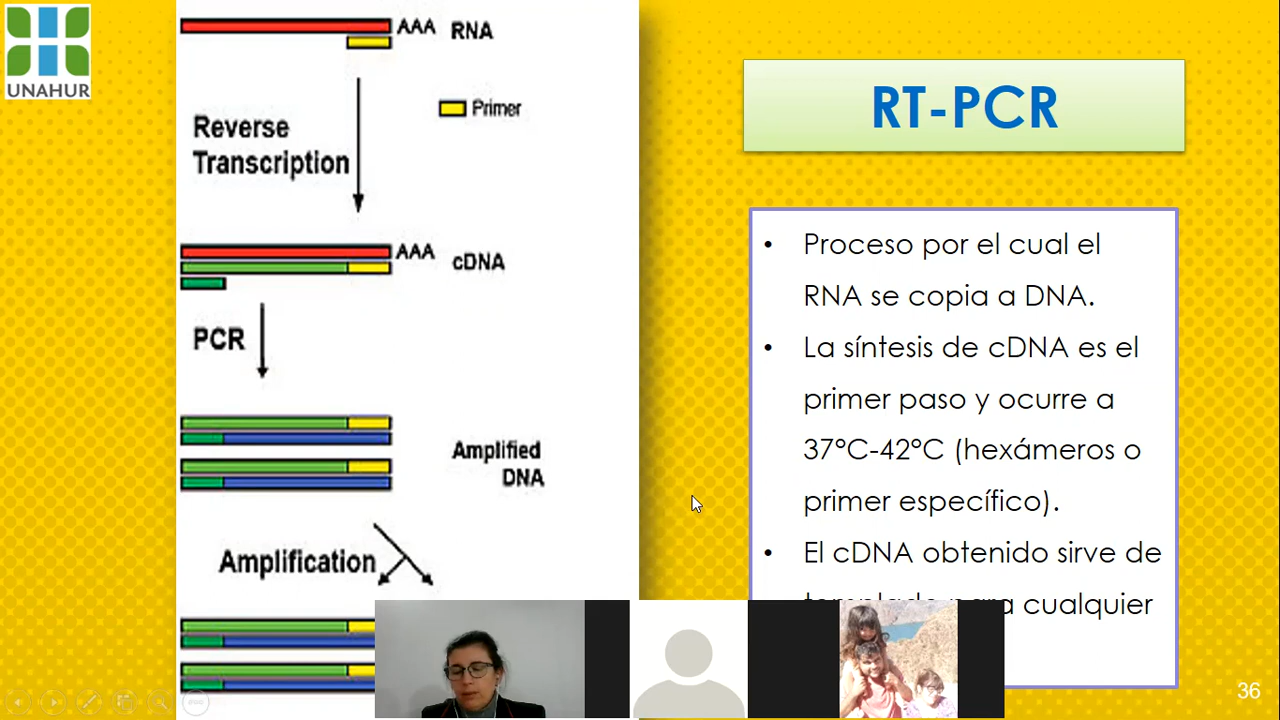 UNAHUR
AAA RNA
Primer
Reverse
Transcription
AAA cDNA
PCR
Amplified
DNA
Amplification
RT-PCR
• Proceso por el cual el
RNA se copia a DNA.
• La síntesis de cDNA es el
primer paso y ocurre a
37°C-42°C (hexámeros o
primer específico).
• El cDNA obtenido sirve de
cualquier
36